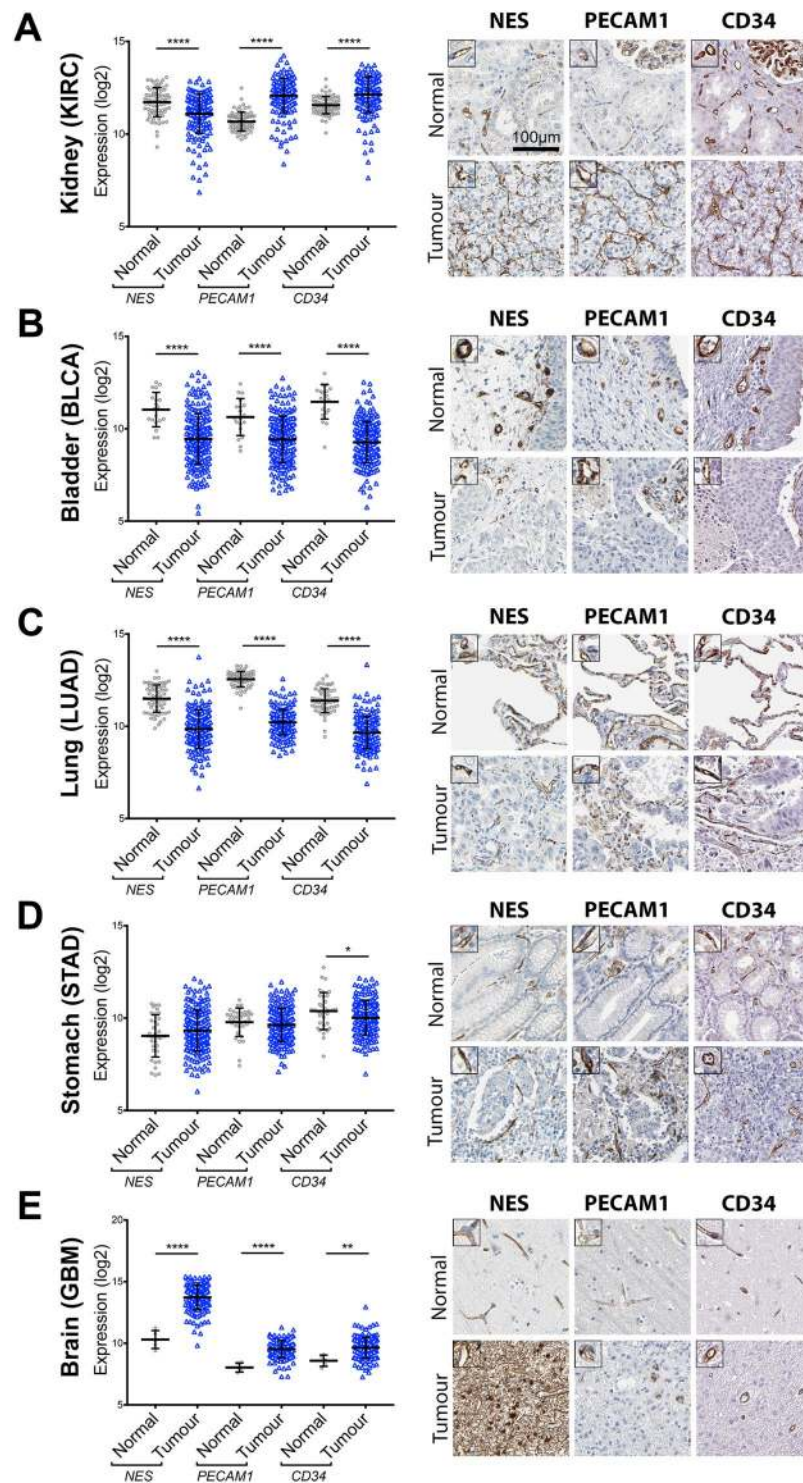 A
Kidney (KIRC)
Expression (log2)
15
10
5
**** **** ****
Normal Tumour Normal Tumour Normal Tumour
NES PECAM1 CD34
NES PECAM1 CD34
Normal
100µm
Tumour
B
Bladder (BLCA)
Expression (log2)
15
10
5
**** **** ****
Normal Tumour Normal Tumour Normal Tumour
NES PECAM1 CD34
NES PECAM1 CD34
Normal
Tumour
C
Lung (LUAD)
Expression (log2)
15
10
5
**** **** ****
Normal Tumour Normal Tumour Normal Tumour
NES PECAM1 CD34
NES PECAM1 CD34
Normal
Tumour
D
Stomach (STAD)
Expression (log2)
15
10
5
*
Normal Tumour Normal Tumour Normal Tumour
NES PECAM1 CD34
NES PECAM1 CD34
Normal
Tumour
E
Brain (GBM)
Expression (log2)
20
15
10
5
**** **** **
Normal Tumour Normal Tumour Normal Tumour
NES PECAM1 CD34
NES PECAM1 CD34
Normal
Tumour